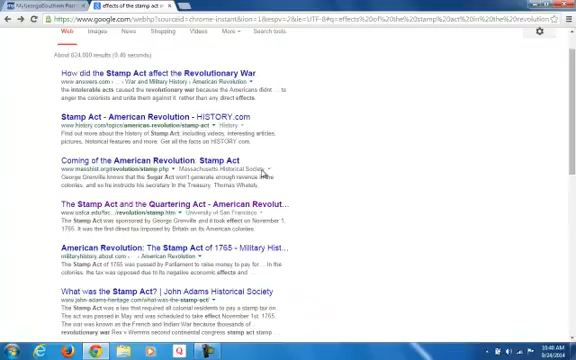 MyGeorgiaSouthern Port
effects of the stamp act in t
https://www.google.com/webhp?sourceid=chrome-instant&ion=1&espv=2&ie=UTF-8#q=effects%20of%20the%20stamp%20act%20in%20the%20revolution
Web Images News Shopping Videos More Search tools
About 624,000 results (0.40 seconds)
How did the Stamp Act affect the Revolutionary War
www.answers.com › ... › War and Military History › American Revolution
the intolerable acts caused the revolutionary war because the Americans didnt ... to
anger the colonists and unite them against it. rather than any direct effects.
Stamp Act - American Revolution - HISTORY.com
www.history.com/topics/american-revolution/stamp-act History
Find out more about the history of Stamp Act, including videos, interesting articles,
pictures, historical features and more. Get all the facts on HISTORY.com
Coming of the American Revolution: Stamp Act
www.masshist.org/revolution/stamp.php Massachusetts Historical Society
George Grenville knows that the Sugar Act won't generate enough revenue in the
colonies, and so he instructs his secretary in the Treasury, Thomas Whately,
The Stamp Act and the Quartering Act - American Revolut...
www.usfca.edu/fac.../revolution/stamp.htm University of San Francisco
The Stamp Act was sponsored by George Grenville and it took effect on November 1,
1765. It was the first direct tax imposed by Britain on its American colonies.
American Revolution: The Stamp Act of 1765 - Military Hist...
militaryhistory.about.com › ... › American Revolution
The Stamp Act of 1765 was passed by Parliament to raise money to pay for ... In the
colonies, the tax was opposed due to its negative economic effects and ...
What was the Stamp Act? | John Adams Historical Society
www.john-adams-heritage.com/what-was-the-stamp-act/
The Stamp Act was a law that required all colonial residents to pay a stamp tax on
... The act was passed in May and was scheduled to take effect November 1st, 1765.
The war was known as the French and Indian War because the war was fought
revolutionary War • Wem × second continental congress stamp act stamp ...
10:40 AM
9/24/2014